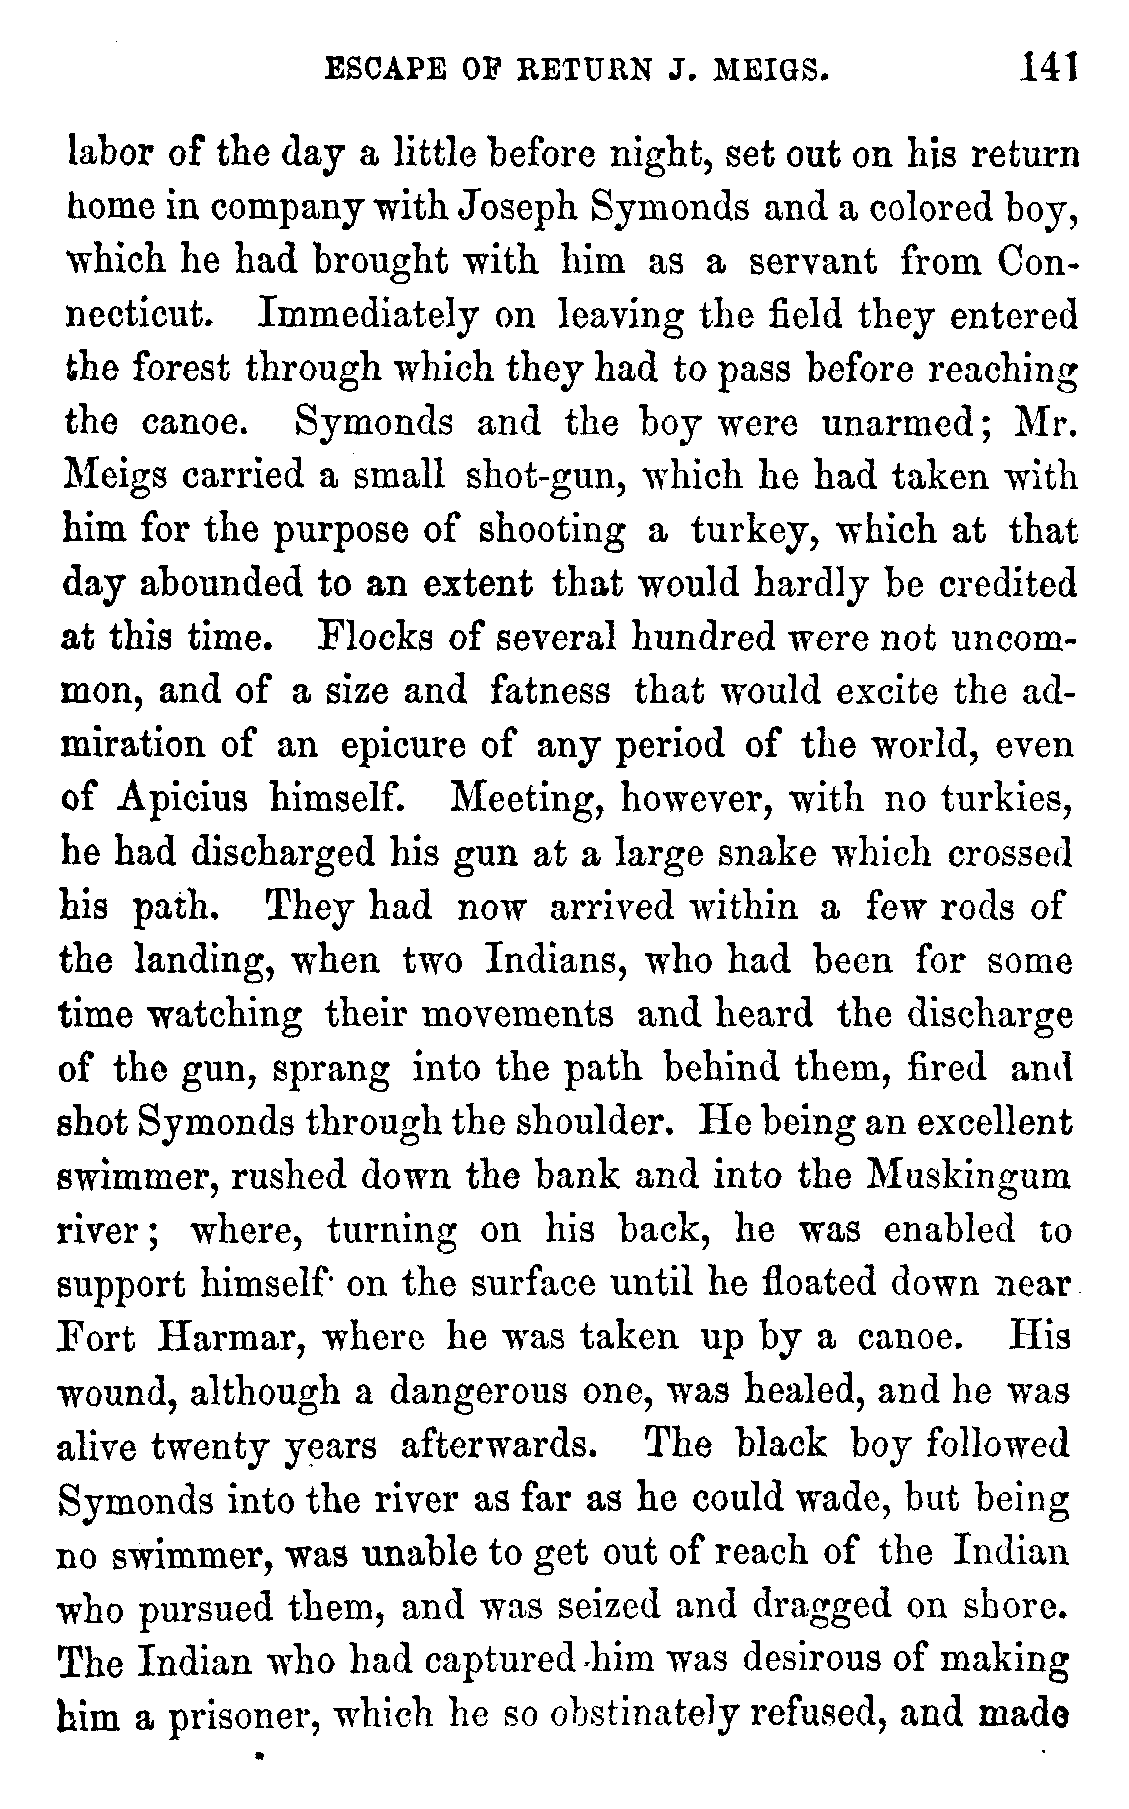 ESCAPE OF RETURN J. MEIGS. 141
labor of the day a little before night, set out on his return
home in company with Joseph Symonds and a colored boy,
which he had brought with him as a servant from Con-
necticut. Immediately on leaving the field they entered
the forest through which they had to pass before reaching
the canoe. Symonds and the boy were unarmed; Mr.
Meigs carried a small shot-gun, which he had taken with
him for the purpose of shooting a turkey, which at that
day abounded to an extent that would hardly be credited
at this time. Flocks of several hundred were not uncom-
mon, and of a size and fatness that would excite the ad-
miration of an epicure of any period of the world, even
of Apicius himself. Meeting, however, with no turkies,
he had discharged his gun at a large snake which crossed
his path. They had now arrived within a few rods of
the landing, when two Indians, who had been for some
time watching their movements and heard the discharge
of the gun, sprang into the path behind them, fired and
shot Symonds through the shoulder. He being an excellent
swimmer, rushed down the bank and into the Muskingum
river; where, turning on his back, he was enabled to
support himself on the surface until he floated down near
Fort Harmar, where he was taken up by a canoe. His
wound, although a dangerous one, was healed, and he was
alive twenty years afterwards. The black boy followed
Symonds into the river as far as he could wade, but being
no swimmer, was unable to get out of reach of the Indian
who pursued them, and was seized and dragged on shore.
The Indian who had captured him was desirous of making
him a prisoner, which he so obstinately refused, and made